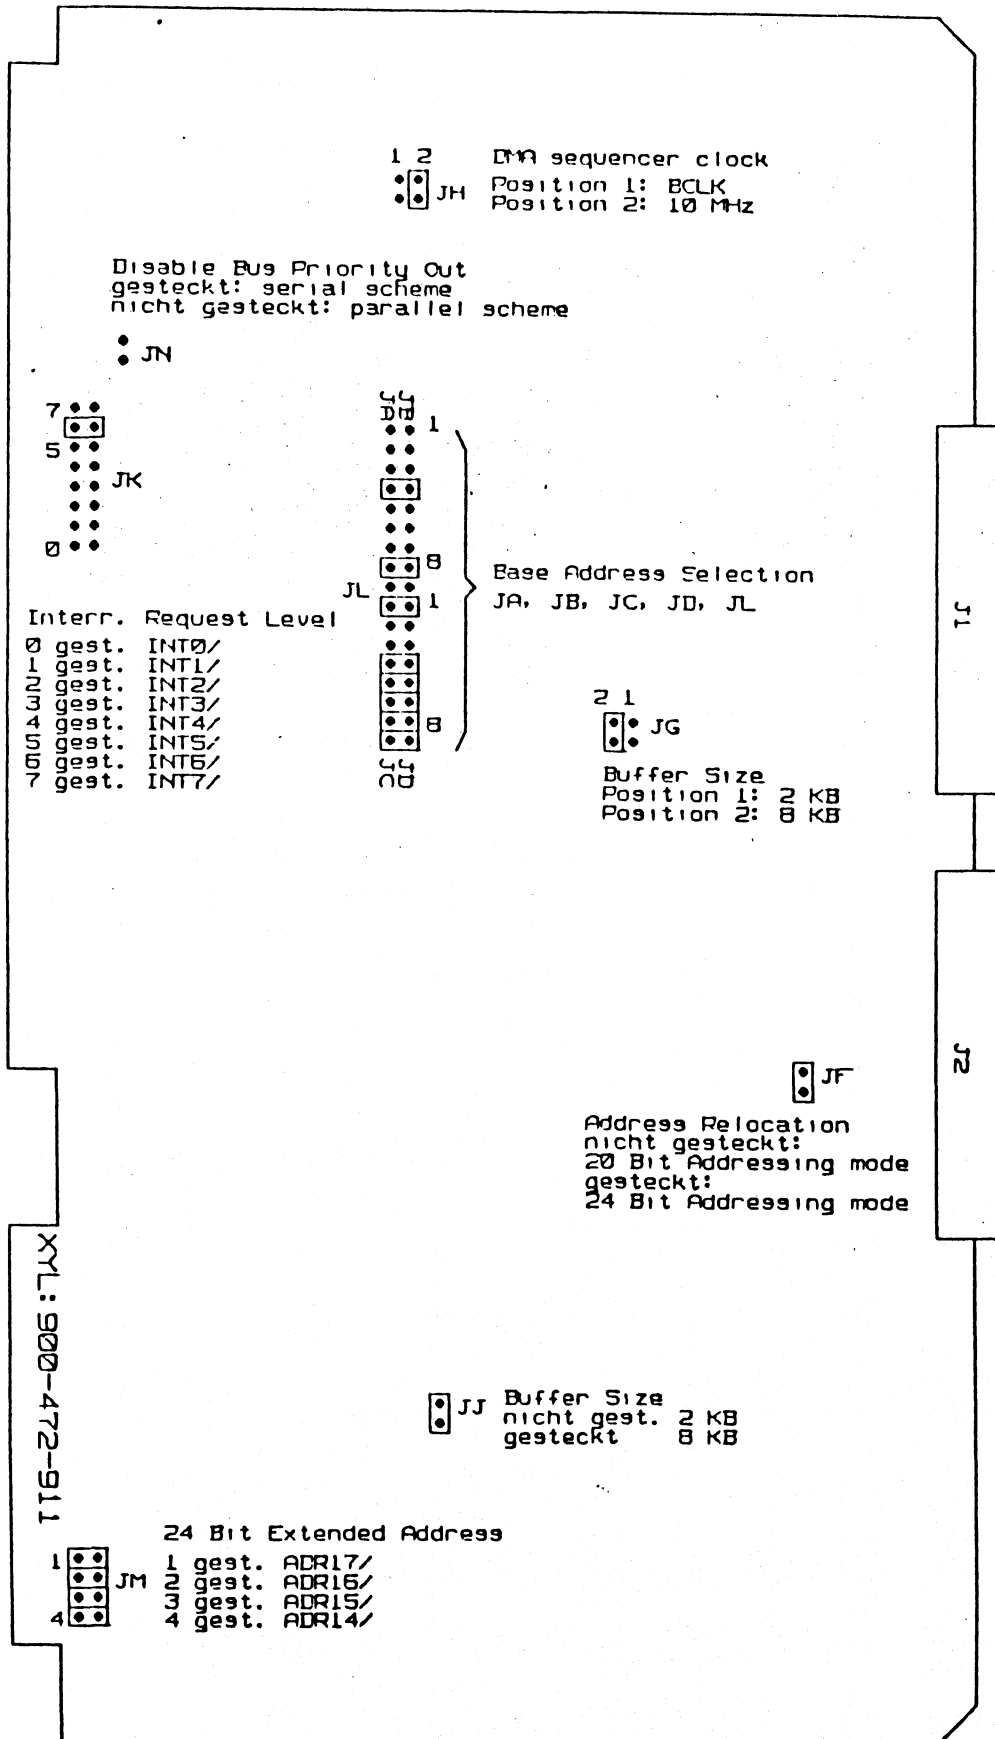 1 2 DMA sequencer clock
JH Position 1: BCLK
Position 2: 10 MHz
Disable Bus Priority Out
gesteckt: serial scheme
nicht gesteckt: parallel scheme
JN
7
5
JK
0
1
8
JL
1
8
Base Address Selection
JA, JB, JC, JD, JL
Interr. Request Level
0 gest. INT0/
1 gest. INT1/
2 gest. INT2/
3 gest. INT3/
4 gest. INT4/
5 gest. INT5/
6 gest. INT6/
7 gest. INT7/
JC
J1
2 1
JG
Buffer Size
Position 1: 2 KB
Position 2: 8 KB
J2
JF
Address Relocation
nicht gesteckt:
20 Bit Addressing mode
gesteckt:
24 Bit Addressing mode
XYL: 900-472-911
JJ Buffer Size
nicht gest. 2 KB
gesteckt 8 KB
24 Bit Extended Address
1 1 gest. ADR17/
JM 2 gest. ADR16/
3 gest. ADR15/
4 4 gest. ADR14/